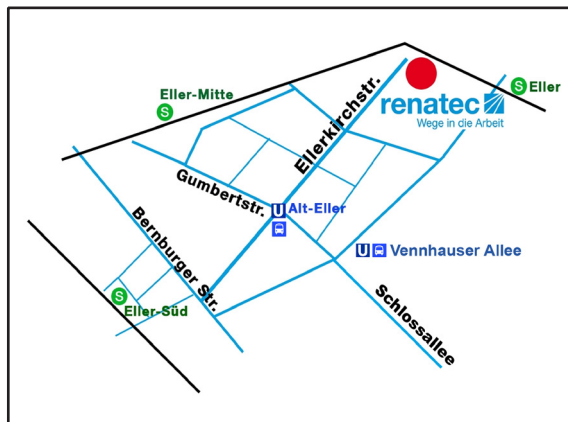 Eller-Mitte
S
S Eller
renatec
Wege in die Arbeit
Ellerkirchstr.
Gumbertstr.
U Alt-Eller
Bernburger Str.
U Vennhauser Allee
S
Eller-Süd
Schlossallee